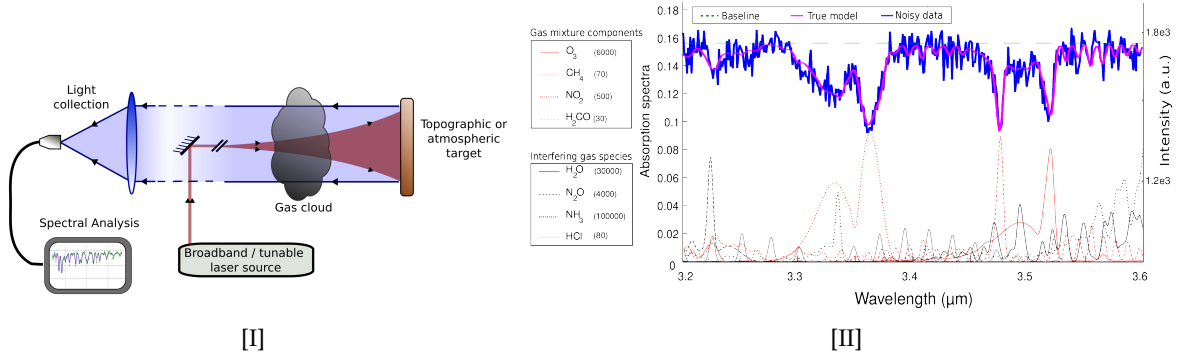 Light
collection
Topographic or
atmospheric
target
Gas cloud
Spectral Analysis
Broadband / tunable
laser source
[I]
Gas mixture components
O3 (6000)
CH4 (70)
NO2 (500)
H2CO (30)
Interfering gas species
H2O (30000)
N2O (4000)
NH3 (100000)
HCl (80)
Baseline True model Noisy data
Absorption spectra
0.18
0.16
0.14
0.12
0.10
0.08
0.06
0.04
0.02
0
3.2 3.3 3.4 3.5 3.6
Wavelength (μm)
1.8e3
1.2e3
Intensity (a.u.)
[II]